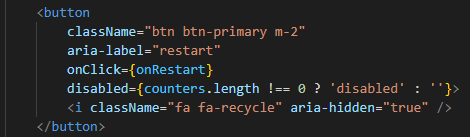 <button
className="btn btn-primary m-2"
aria-label="restart"
onClick={onRestart}
disabled={counters.length !== 0 ? 'disabled' : ''}>
<i className="fa fa-recycle" aria-hidden="true" />
</button>